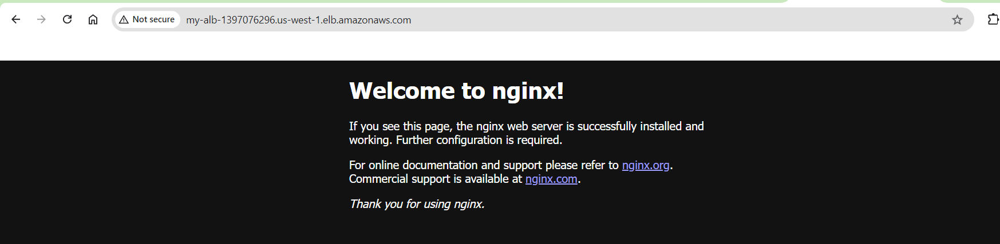 Not secure my-alb-1397076296.us-west-1.elb.amazonaws.com
Welcome to nginx!
If you see this page, the nginx web server is successfully installed and
working. Further configuration is required.
For online documentation and support please refer to nginx.org.
Commercial support is available at nginx.com.
Thank you for using nginx.